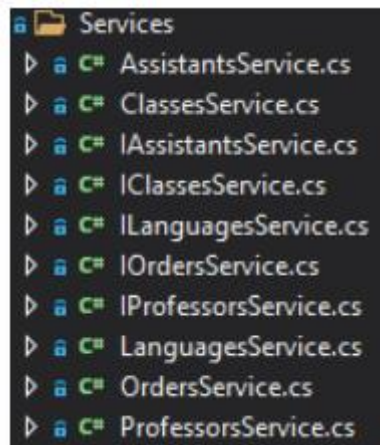 Services
C# AssistantsService.cs
C# ClassesService.cs
C# IAssistantsService.cs
C# IClassesService.cs
C# ILanguagesService.cs
C# IOrdersService.cs
C# IProfessorsService.cs
C# LanguagesService.cs
C# OrdersService.cs
C# ProfessorsService.cs